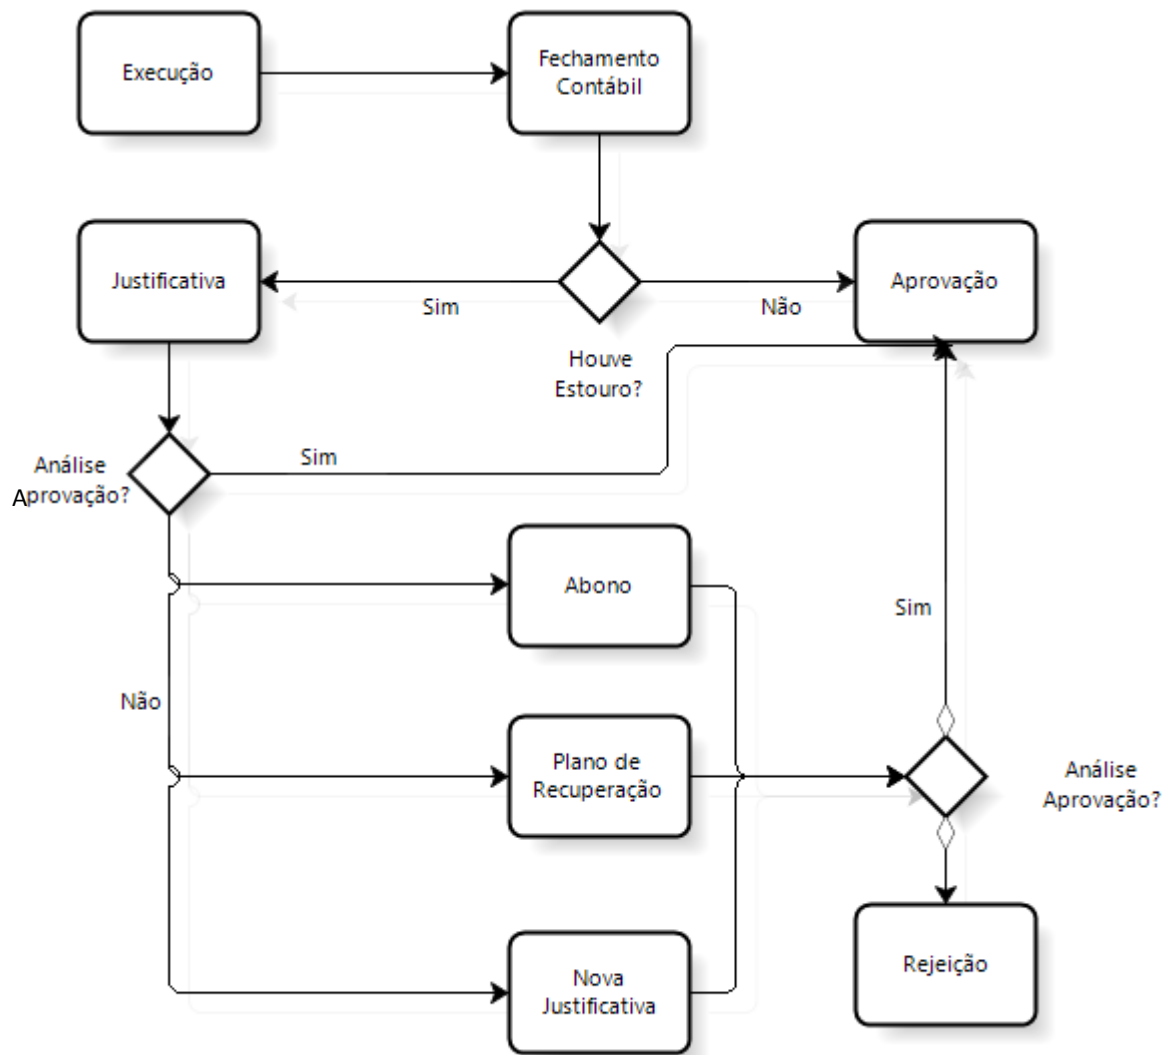 Execução
Fechamento
Contábil
Justificativa
Aprovação
Sim
Não
Houve
Estouro?
Análise
Aprovação?
Sim
Abono
Sim
Não
Plano de
Recuperação
Análise
Aprovação?
Nova
Justificativa
Rejeição